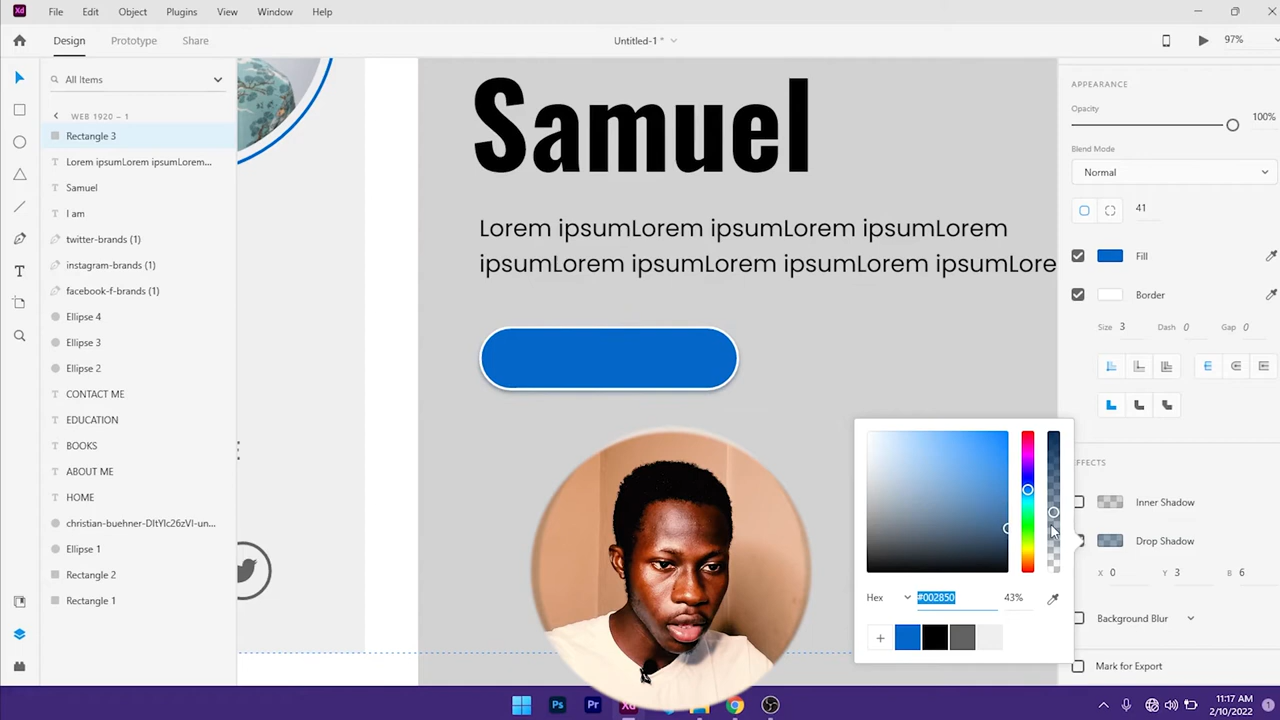 Xd File Edit Object Plugins View Window Help
Design Prototype Share Untitled-1 * 97%
All Items
WEB 1920 – 1
Rectangle 3
Lorem ipsumLorem ipsumLorem...
Samuel
I am
twitter-brands (1)
instagram-brands (1)
facebook-f-brands (1)
Ellipse 4
Ellipse 3
Ellipse 2
CONTACT ME
EDUCATION
BOOKS
ABOUT ME
HOME
christian-buehner-DItYlc26zVI-un...
Ellipse 1
Rectangle 2
Rectangle 1
Samuel
Lorem ipsumLorem ipsumLorem ipsumLorem
ipsumLorem ipsumLorem ipsumLorem ipsumLore
APPEARANCE
Opacity
100%
Blend Mode
Normal
41
Fill
Border
Size 3 Dash 0 Gap 0
EFFECTS
Inner Shadow
Drop Shadow
X 0 Y 3 B 6
Background Blur
Mark for Export
Hex #002850 43%
+
Ps Pr Xd
11:17 AM
2/10/2022